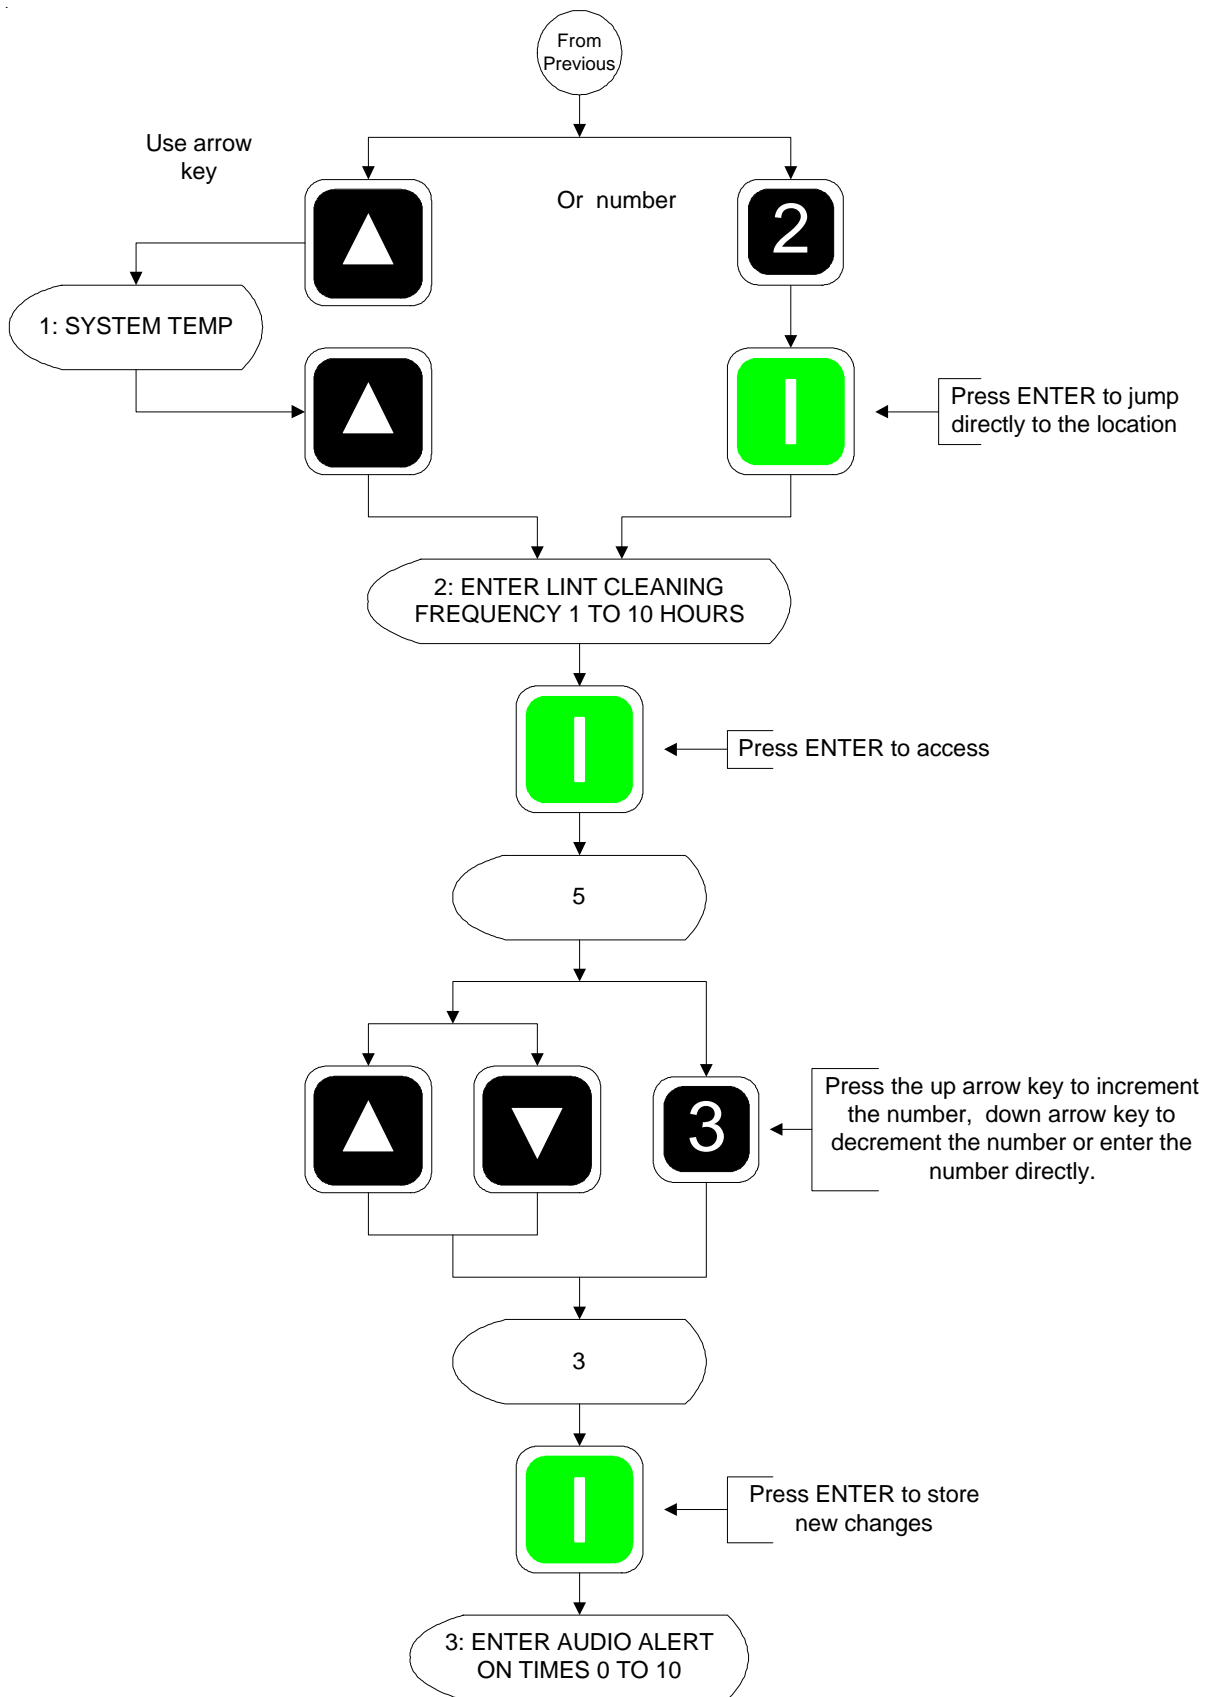 From
Previous
Use arrow
key
Or number
2
1: SYSTEM TEMP
Press ENTER to jump
directly to the location
2: ENTER LINT CLEANING
FREQUENCY 1 TO 10 HOURS
Press ENTER to access
5
3
Press the up arrow key to increment
the number, down arrow key to
decrement the number or enter the
number directly.
3
Press ENTER to store
new changes
3: ENTER AUDIO ALERT
ON TIMES 0 TO 10